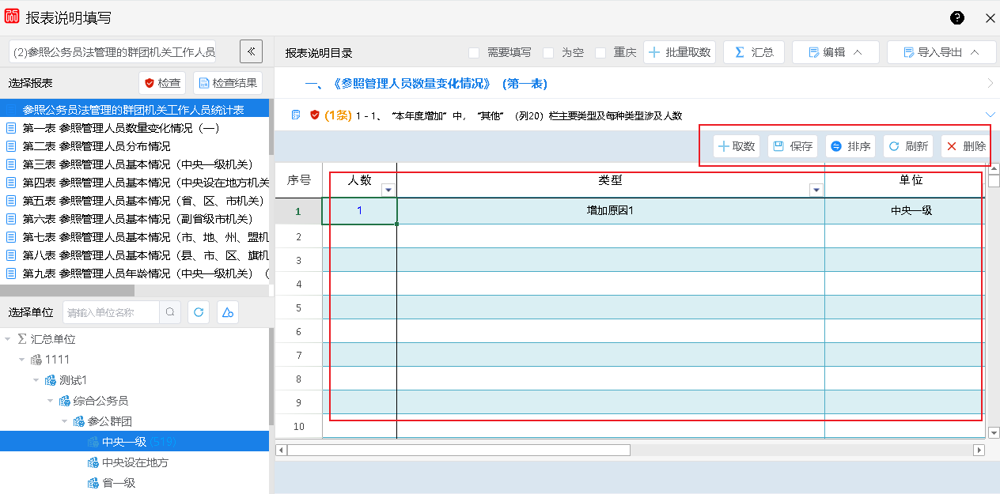 报表说明填写
(2)参照公务员法管理的群团机关工作人员
选择报表 检查 检查结果
参照公务员法管理的群团机关工作人员统计表
第一表 参照管理人员数量变化情况（一）
第二表 参照管理人员分布情况
第三表 参照管理人员基本情况（中央一级机关）
第四表 参照管理人员基本情况（中央设在地方机关
第五表 参照管理人员基本情况（省、区、市机关）
第六表 参照管理人员基本情况（副省级市机关）
第七表 参照管理人员基本情况（市、地、州、盟机
第八表 参照管理人员基本情况（县、市、区、旗机
第九表 参照管理人员年龄情况（中央一级机关）（
选择单位 请输入单位名称
汇总单位
1111
测试1
综合公务员
参公群团
中央一级 (519)
中央设在地方
省一级
报表说明目录 需要填写 为空 重庆 批量取数 汇总 编辑 导入导出
一、《参照管理人员数量变化情况》（第一表）
(1条) 1-1、“本年度增加”中，“其他”（列20）栏主要类型及每种类型涉及人数
取数 保存 排序 刷新 删除
序号 人数 类型 单位
1 1 增加原因1 中央一级
2
3
4
5
6
7
8
9
10